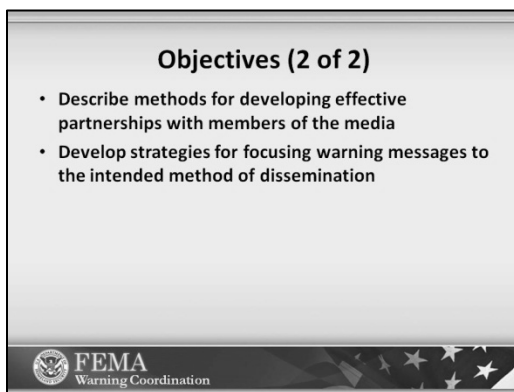 Objectives (2 of 2)
• Describe methods for developing effective
partnerships with members of the media
• Develop strategies for focusing warning messages to
the intended method of dissemination
FEMA
Warning Coordination